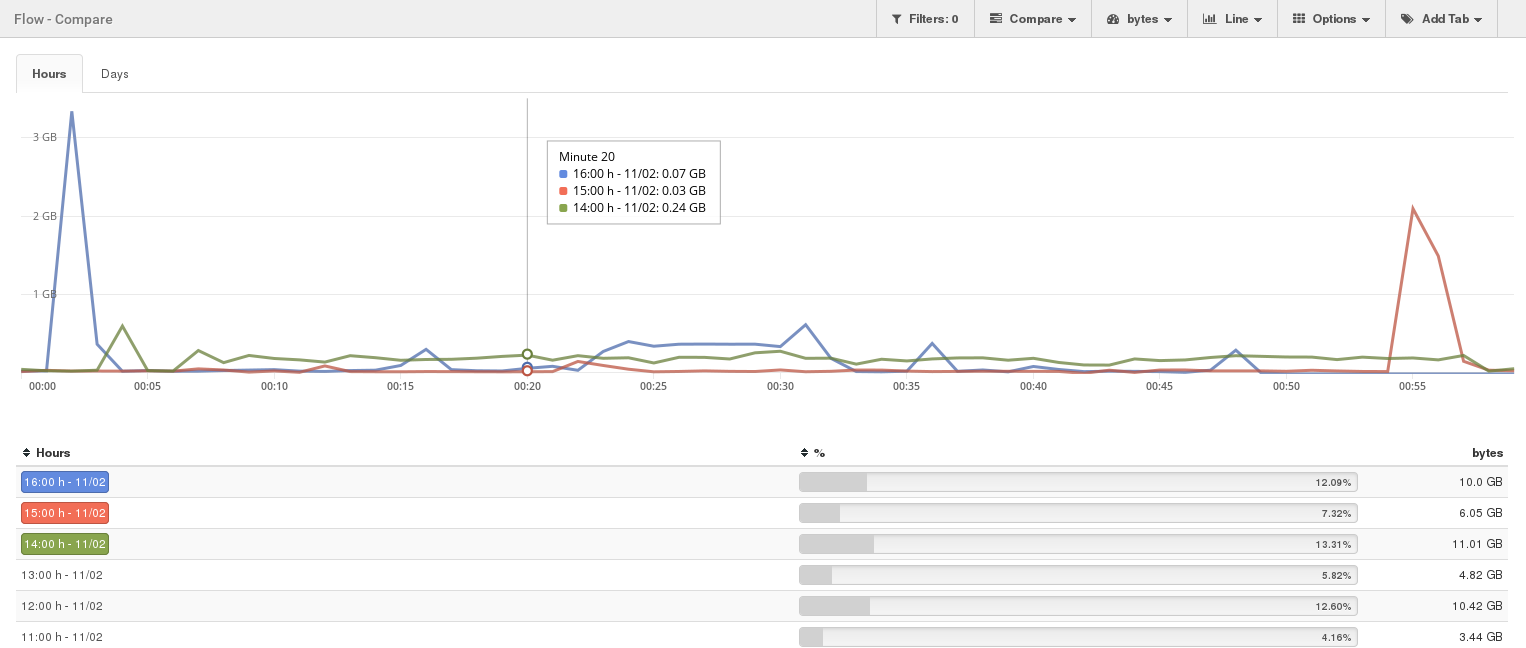 Flow - Compare
Filters: 0
Compare
bytes
Line
Options
Add Tab
Hours
Days
3 GB
2 GB
1 GB
Minute 20
16:00 h - 11/02: 0.07 GB
15:00 h - 11/02: 0.03 GB
14:00 h - 11/02: 0.24 GB
00:00 00:05 00:10 00:15 00:20 00:25 00:30 00:35 00:40 00:45 00:50 00:55
Hours % bytes
16:00 h - 11/02 12.09% 10.0 GB
15:00 h - 11/02 7.32% 6.05 GB
14:00 h - 11/02 13.31% 11.01 GB
13:00 h - 11/02 5.82% 4.82 GB
12:00 h - 11/02 12.60% 10.42 GB
11:00 h - 11/02 4.16% 3.44 GB